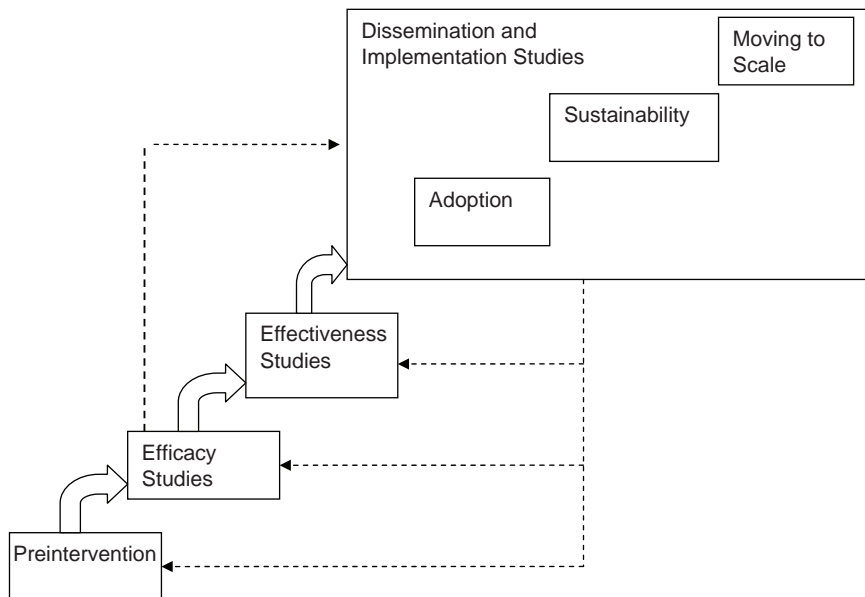 Dissemination and
Implementation Studies
Moving to
Scale
Sustainability
Adoption
Effectiveness
Studies
Efficacy
Studies
Preintervention